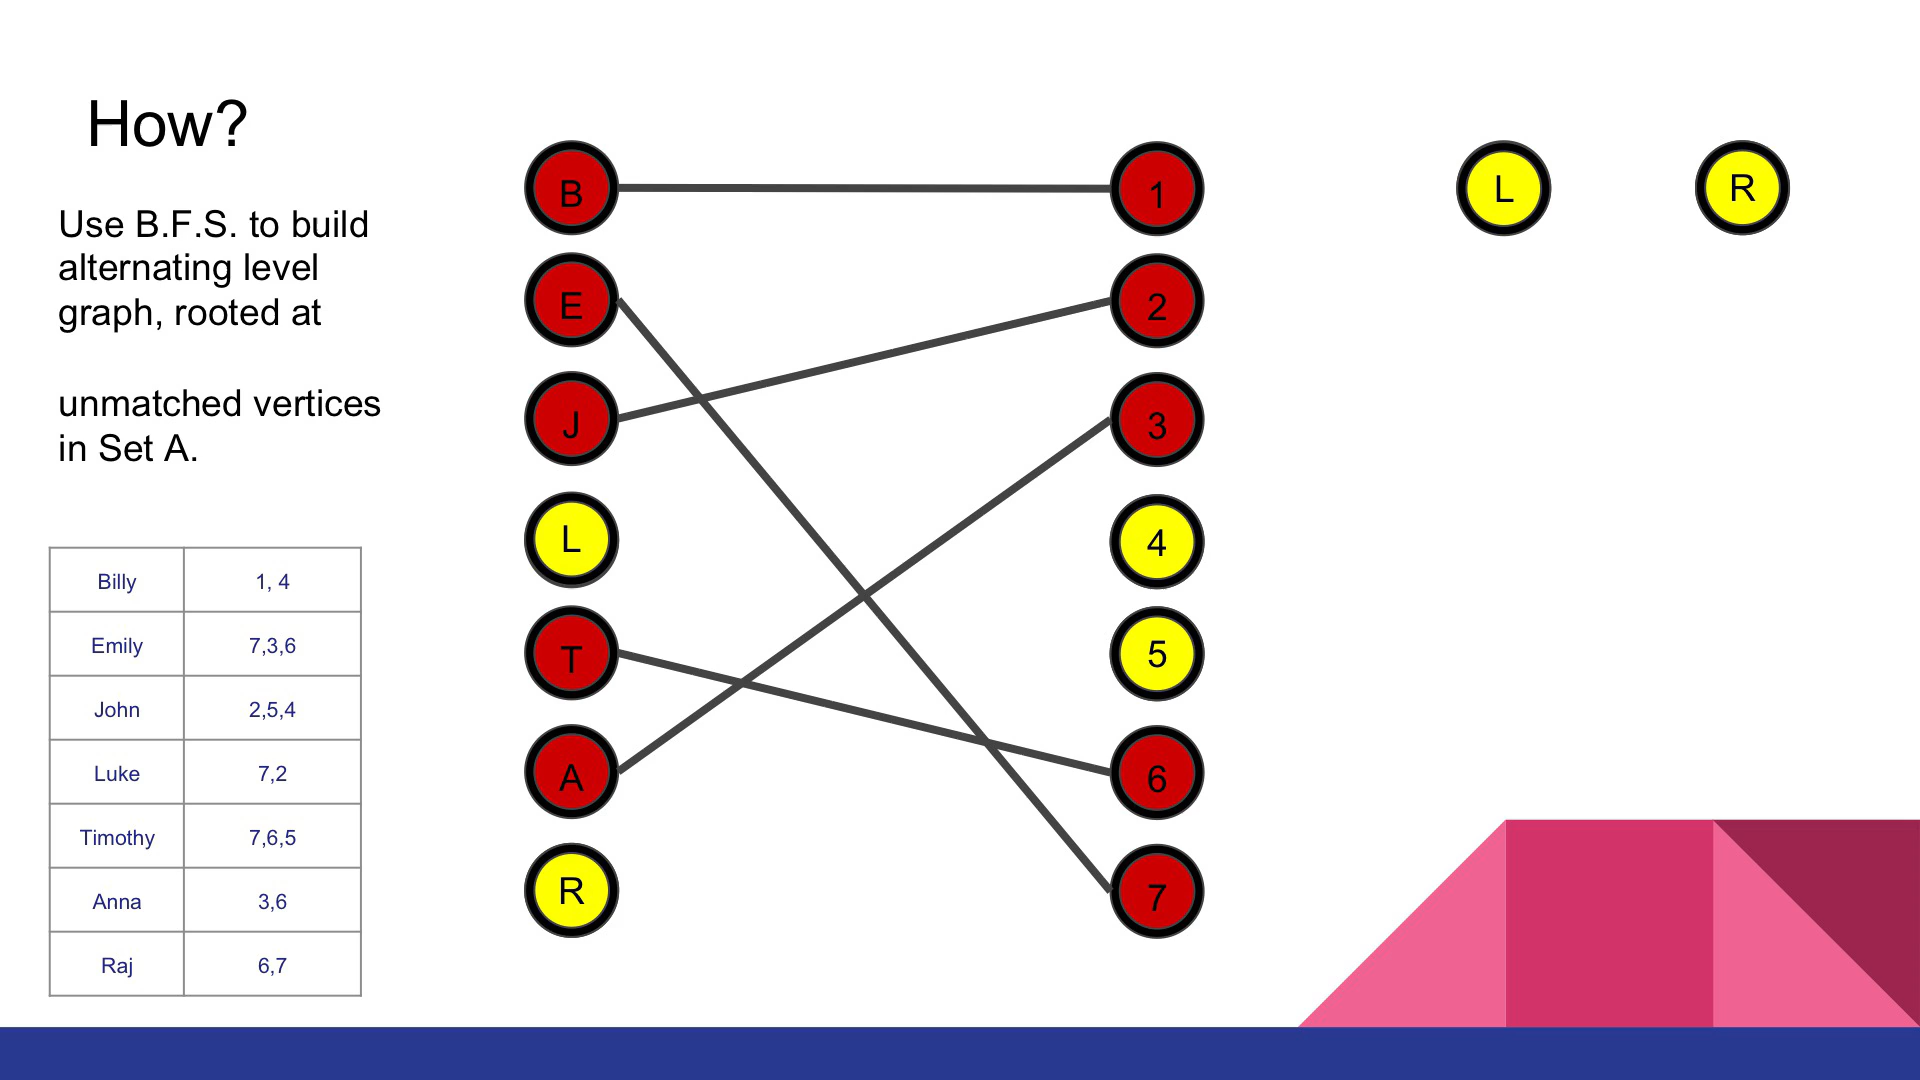 How?
Use B.F.S. to build
alternating level
graph, rooted at
unmatched vertices
in Set A.
Billy 1, 4
Emily 7,3,6
John 2,5,4
Luke 7,2
Timothy 7,6,5
Anna 3,6
Raj 6,7
B 1
E 2
J 3
L 4
T 5
A 6
R 7
L R